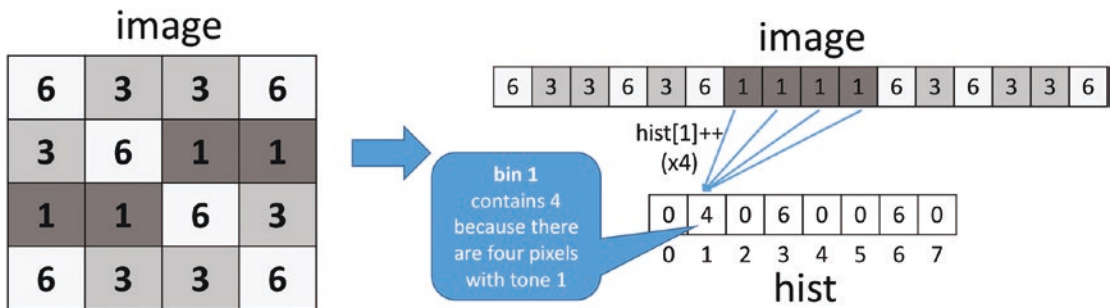 image
6 3 3 6
3 6 1 1
1 1 6 3
6 3 3 6
image
6 3 3 6 3 6 1 1 1 1 6 3 6 3 3 6
hist[1]++
(x4)
bin 1
contains 4
because there
are four pixels
with tone 1
0 4 0 6 0 0 6 0
0 1 2 3 4 5 6 7
hist